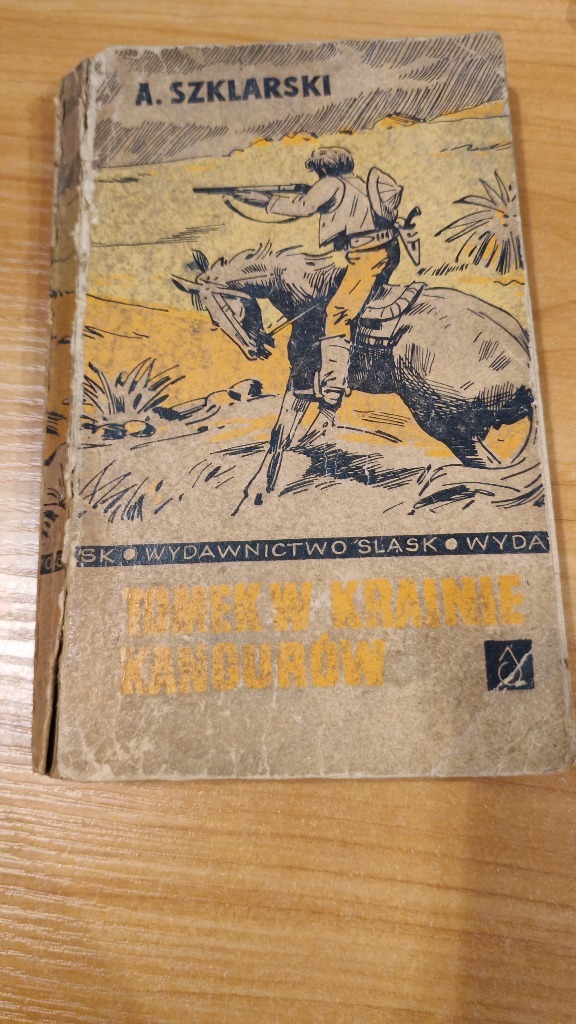 A. SZKLARSKI
SK • WYDAWNICTWO ŚLĄSK • WYDA
TOMEK W KRAINIE
KANGURÓW